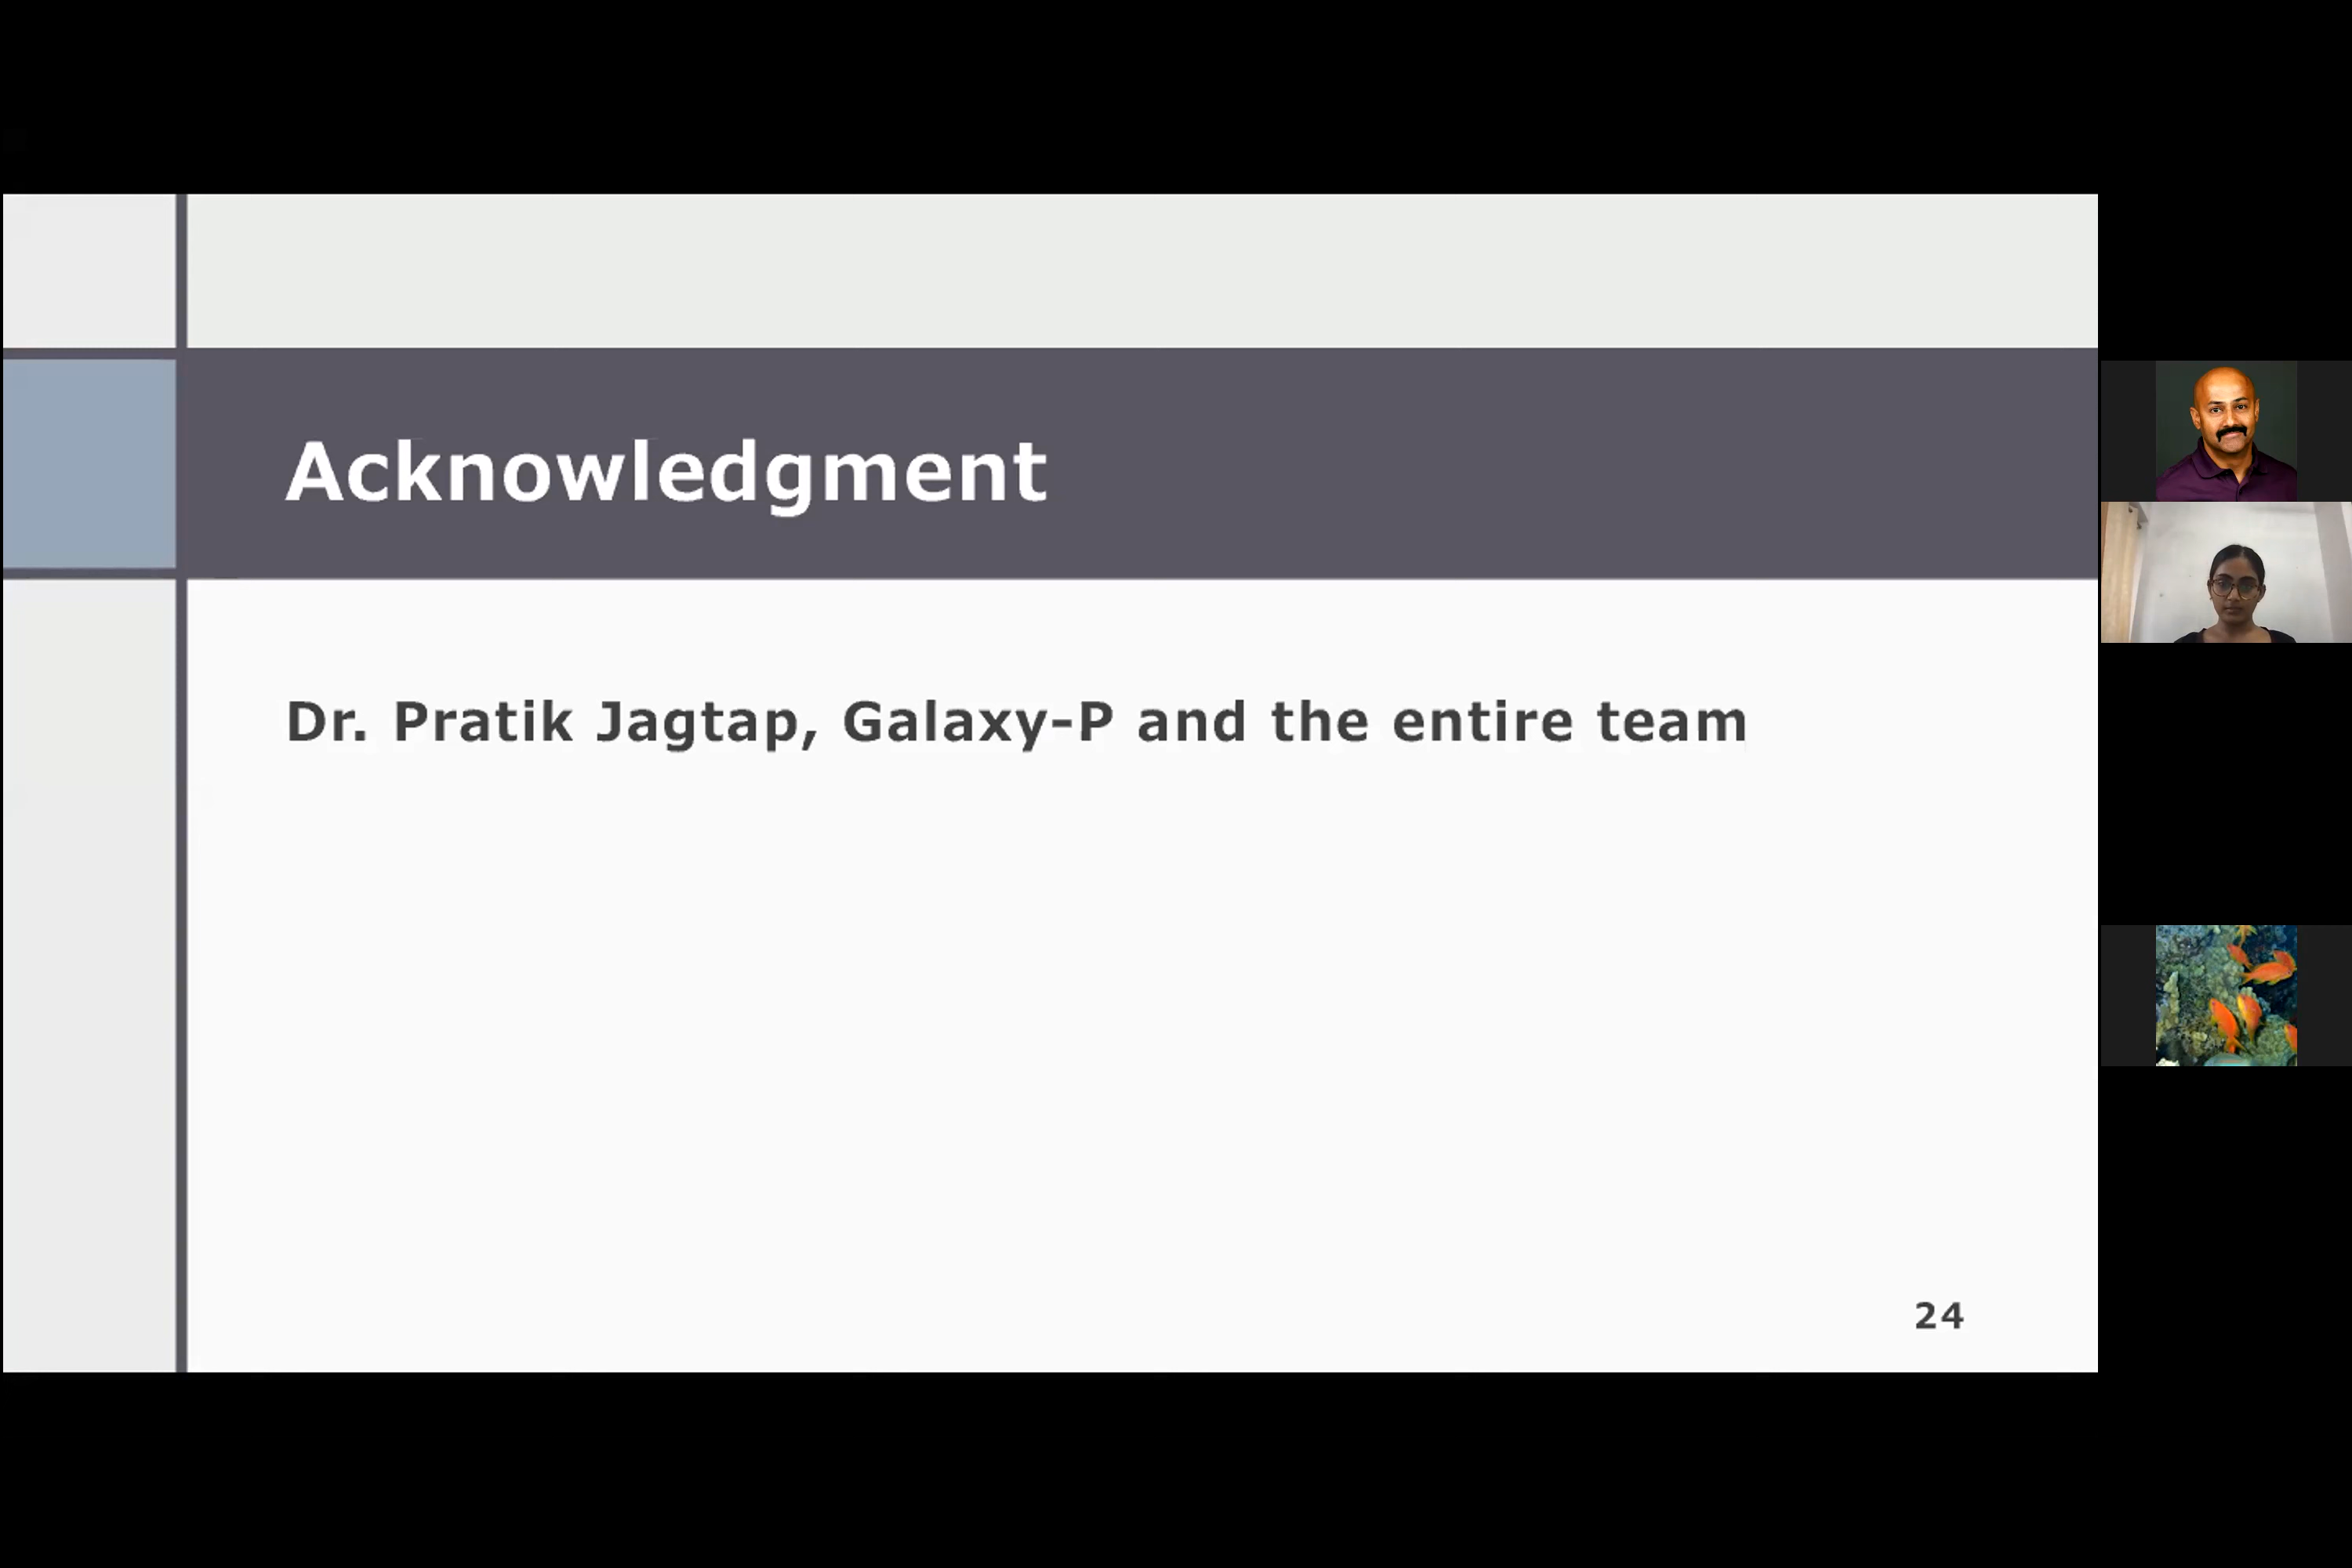 Acknowledgment
Dr. Pratik Jagtap, Galaxy-P and the entire team
24